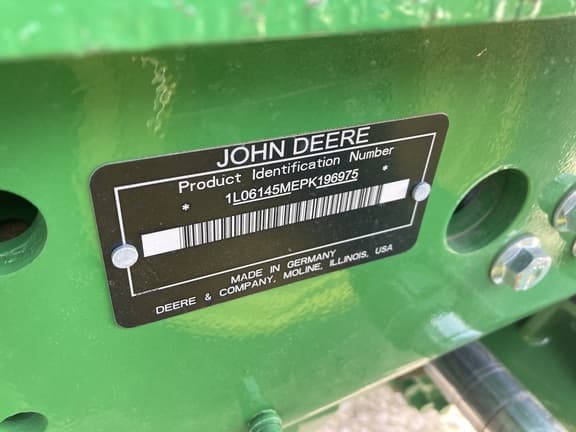 JOHN DEERE
Product Identification Number
* 1L06145MEPK196975 *
MADE IN GERMANY
DEERE & COMPANY, MOLINE, ILLINOIS, USA